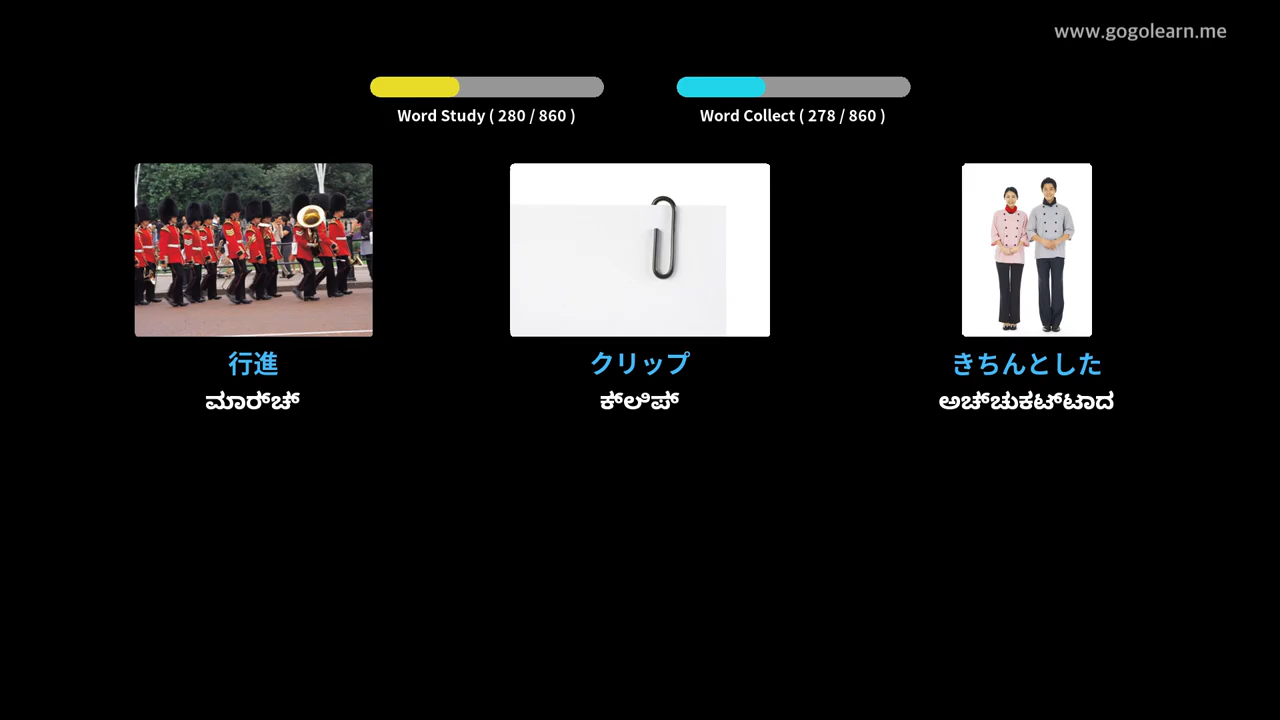 www.gogolearn.me
Word Study ( 280 / 860 )
Word Collect ( 278 / 860 )
行進
クリップ
きちんとした
ಮಾರ್ಚ್
ಕ್ಲಿಪ್
ಅಚ್ಚುಕಟ್ಟಾದ